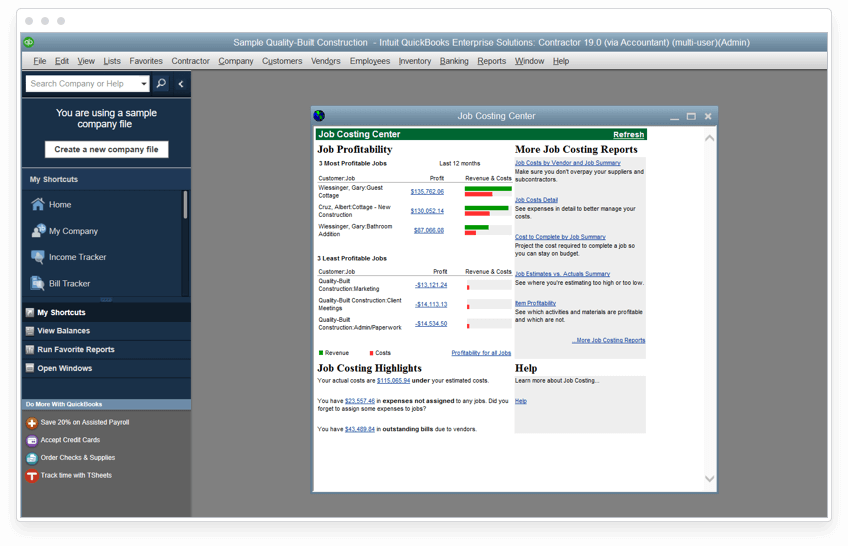 Sample Quality-Built Construction - Intuit QuickBooks Enterprise Solutions: Contractor 19.0 (via Accountant) (multi-user)(Admin)
File Edit View Lists Favorites Contractor Company Customers Vendors Employees Inventory Banking Reports Window Help
Search Company or Help
You are using a sample
company file
Create a new company file
My Shortcuts
Home
My Company
Income Tracker
Bill Tracker
My Shortcuts
View Balances
Run Favorite Reports
Open Windows
Do More With QuickBooks
Save 20% on Assisted Payroll
Accept Credit Cards
Order Checks & Supplies
Track time with TSheets
Job Costing Center
Job Costing Center Refresh
Job Profitability
3 Most Profitable Jobs Last 12 months
Customer:Job Profit Revenue & Costs
Wessinger, Gary:Guest
Cottage $135,762.06
Cruz, Albert:Cottage - New
Construction $130,052.14
Wessinger, Gary:Bathroom
Addition $87,066.08
3 Least Profitable Jobs
Customer:Job Profit Revenue & Costs
Quality-Built
Construction:Marketing -$13,121.24
Quality-Built Construction:Client
Meetings -$14,113.13
Quality-Built
Construction:Admin/Paperwork -$14,534.50
Revenue Costs Profitability for all Jobs
Job Costing Highlights
Your actual costs are $115,065.94 under your estimated costs.
You have $23,557.46 in expenses not assigned to any jobs. Did you
forget to assign some expenses to jobs?
You have $43,489.84 in outstanding bills due to vendors.
More Job Costing Reports
Job Costs by Vendor and Job Summary
Make sure you don't overpay your suppliers and
subcontractors.
Job Costs Detail
See expenses in detail to better manage your
costs.
Cost to Complete by Job Summary
Project the cost required to complete a job so
you can stay on budget.
Job Estimates vs. Actuals Summary
See where you're estimating too high or too low.
Item Profitability
See which activities and materials are profitable
and which are not.
...More Job Costing Reports
Help
Learn more about Job Costing...
Help